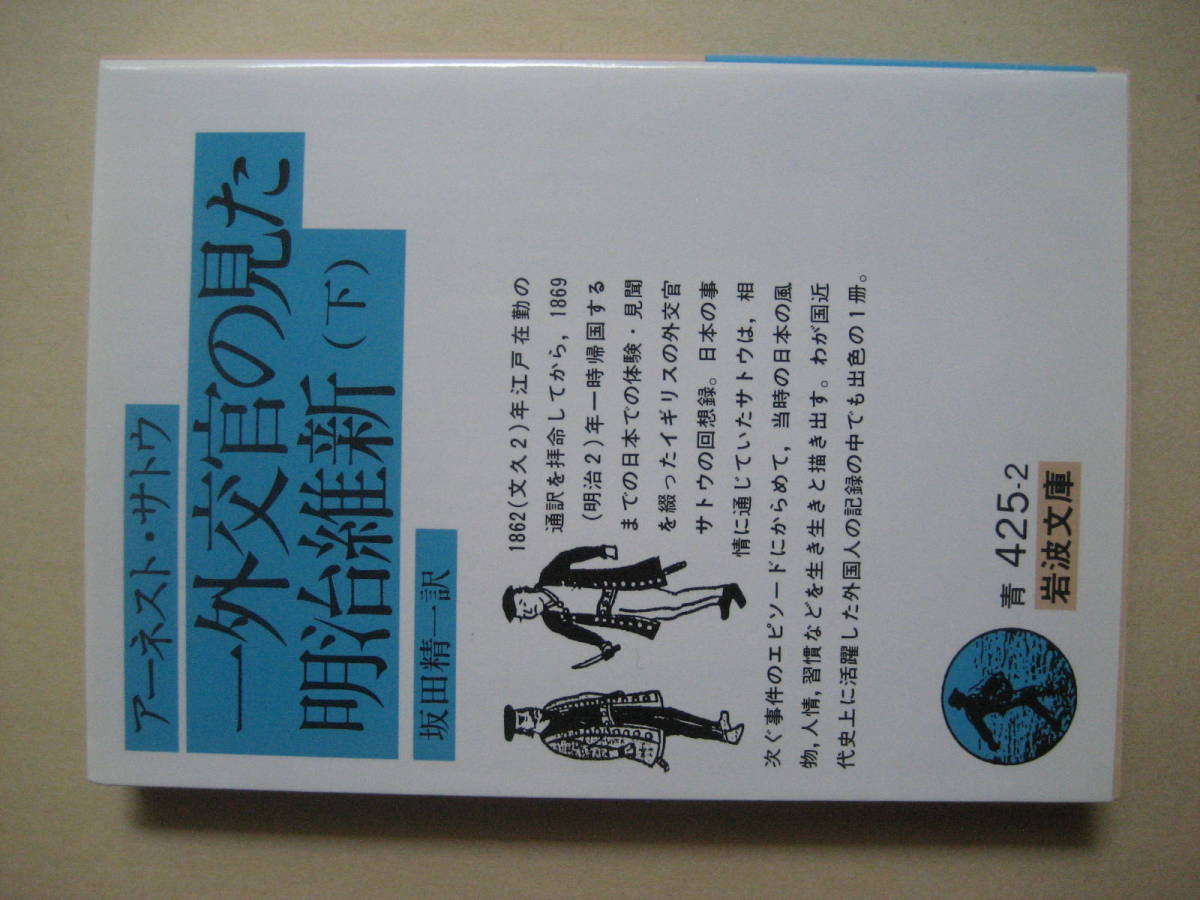 アーネスト・サトウ
一外交官の見た
明治維新(下)
坂田精一訳
1862(文久2)年江戸在勤の
通訳を拝命してから，1869
(明治2)年一時帰国する
までの日本での体験・見聞
を綴ったイギリスの外交官
サトウの回想録。日本の事
情に通じていたサトウは，相
次ぐ事件のエピソードにからめて，当時の日本の風
物，人情，習慣などを生き生きと描き出す。わが国近
代史上に活躍した外国人の記録の中でも出色の1冊。
青 425-2
岩波文庫